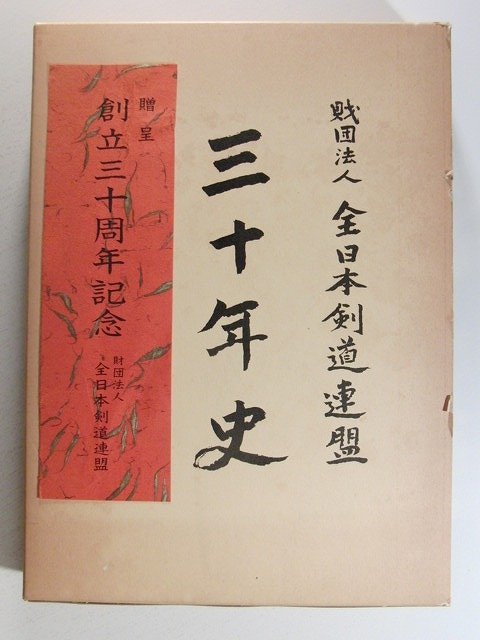 財団法人 全日本剣道連盟
三十年史
贈呈
創立三十周年記念
財団法人
全日本剣道連盟